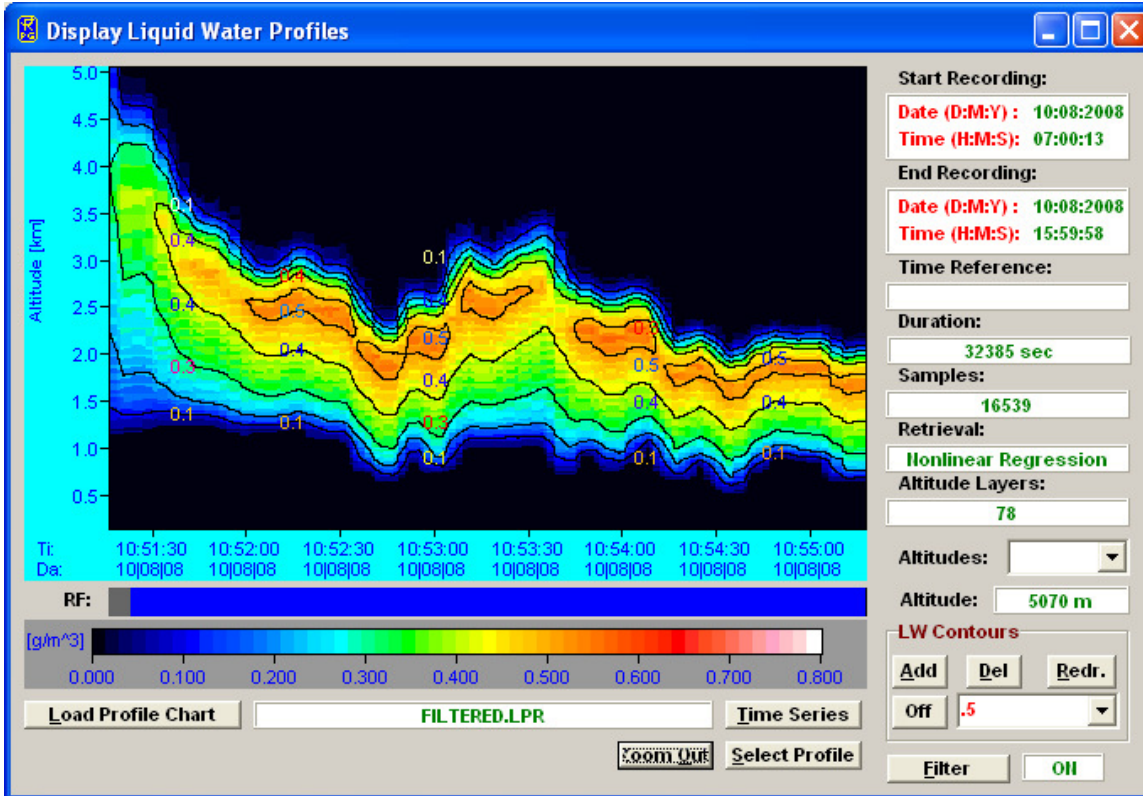 Display Liquid Water Profiles
5.0
4.5
4.0
3.5
3.0
2.5
2.0
1.5
1.0
0.5
Altitude [km]
0.1
0.4
0.4
0.3
0.1
0.4
0.5
0.4
0.1
0.1
0.5
0.4
0.3
0.1
0.5
0.4
0.1
0.5
0.4
0.1
Ti: 10:51:30 10:52:00 10:52:30 10:53:00 10:53:30 10:54:00 10:54:30 10:55:00
Da: 10|08|08 10|08|08 10|08|08 10|08|08 10|08|08 10|08|08 10|08|08 10|08|08
RF:
[g/m^3]
0.000 0.100 0.200 0.300 0.400 0.500 0.600 0.700 0.800
Load Profile Chart FILTERED.LPR Time Series
Zoom Out Select Profile
Start Recording:
Date (D:M:Y) : 10:08:2008
Time (H:M:S): 07:00:13
End Recording:
Date (D:M:Y) : 10:08:2008
Time (H:M:S): 15:59:58
Time Reference:
Duration:
32385 sec
Samples:
16539
Retrieval:
Nonlinear Regression
Altitude Layers:
78
Altitudes:
Altitude: 5070 m
LW Contours
Add Del Redr.
Off .5
Filter ON